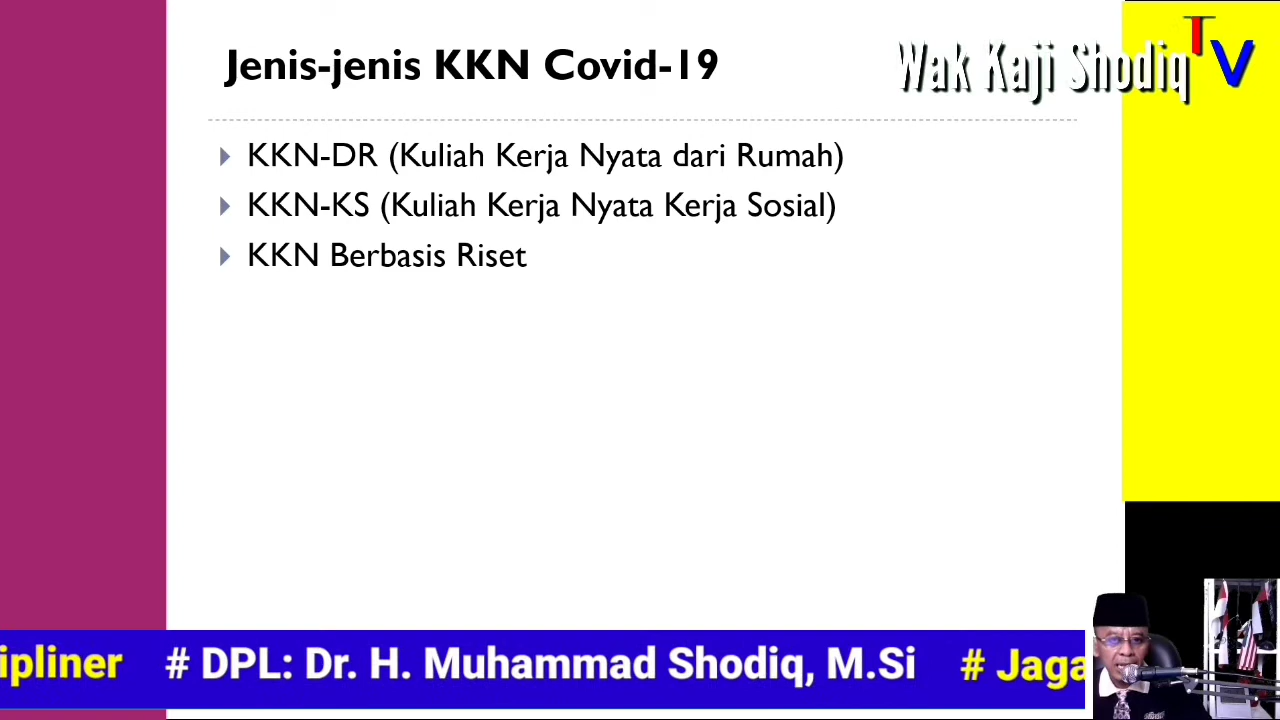 Jenis-jenis KKN Covid-19
Wak Kaji Shodiq TV
KKN-DR (Kuliah Kerja Nyata dari Rumah)
KKN-KS (Kuliah Kerja Nyata Kerja Sosial)
KKN Berbasis Riset
ipliner # DPL: Dr. H. Muhammad Shodiq, M.Si # Jaga